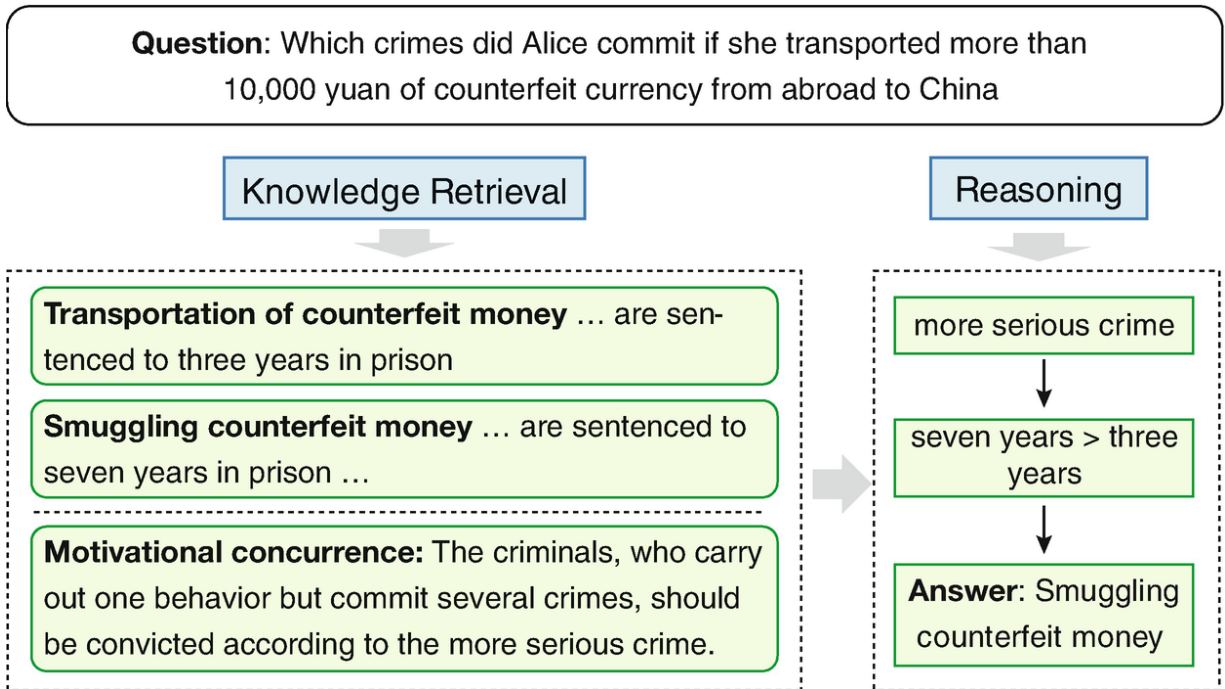 Question: Which crimes did Alice commit if she transported more than
10,000 yuan of counterfeit currency from abroad to China
Knowledge Retrieval
Transportation of counterfeit money … are sen-
tenced to three years in prison
Smuggling counterfeit money … are sentenced to
seven years in prison …
Motivational concurrence: The criminals, who carry
out one behavior but commit several crimes, should
be convicted according to the more serious crime.
Reasoning
more serious crime
seven years > three
years
Answer: Smuggling
counterfeit money